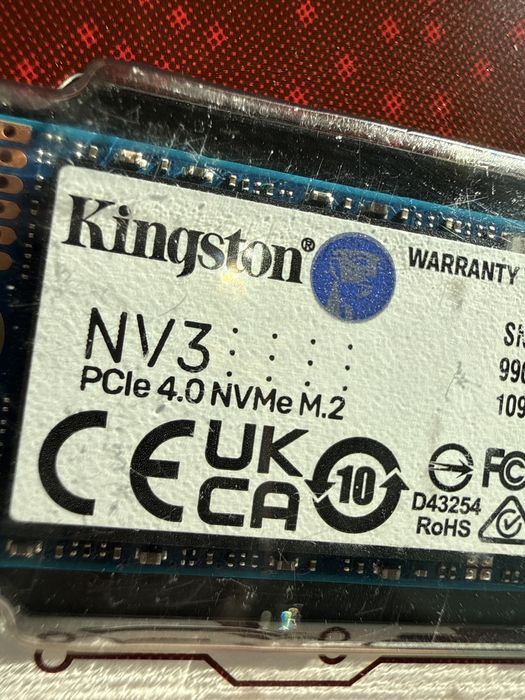 Kingston®
WARRANTY
NV3
PCIe 4.0 NVMe M.2
990
109
CE
UK
CA
10
D43254
RoHS
FC